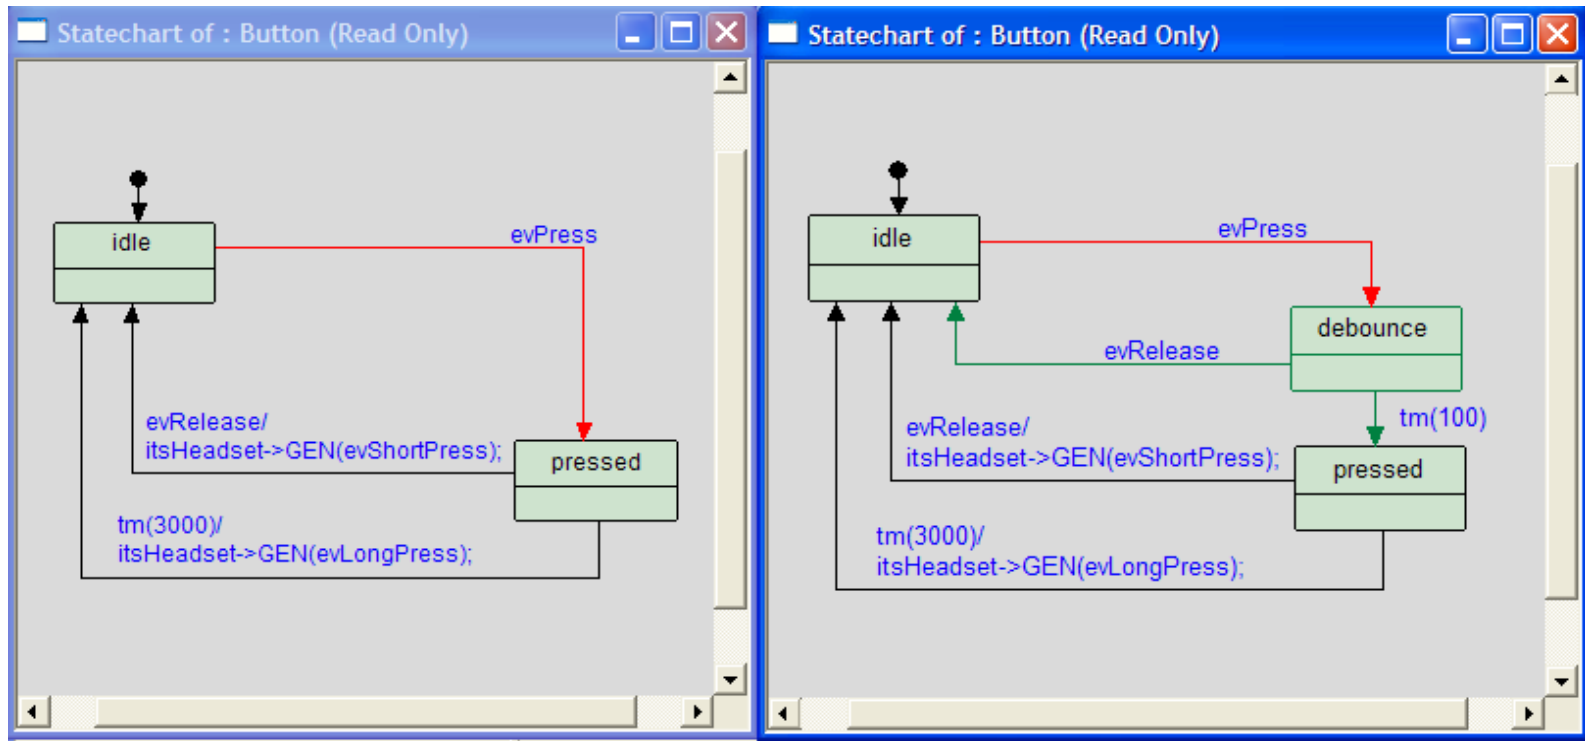 Statechart of : Button (Read Only)
idle
evPress
evRelease/
itsHeadset->GEN(evShortPress);
pressed
tm(3000)/
itsHeadset->GEN(evLongPress);
Statechart of : Button (Read Only)
idle
evPress
debounce
evRelease
tm(100)
evRelease/
itsHeadset->GEN(evShortPress);
pressed
tm(3000)/
itsHeadset->GEN(evLongPress);